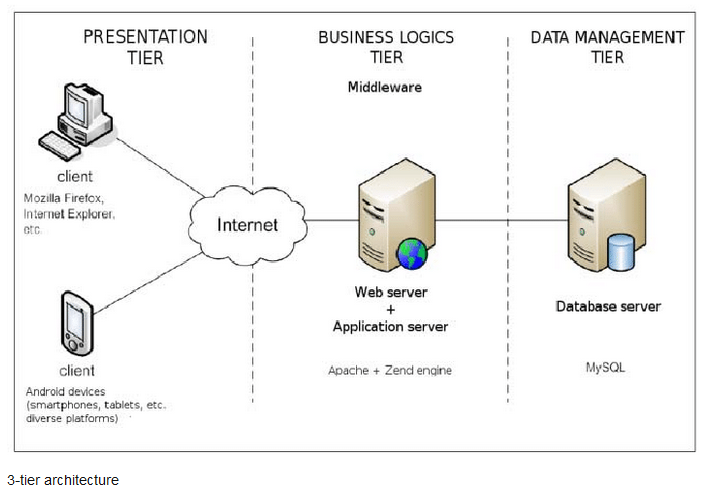 PRESENTATION
TIER
BUSINESS LOGICS
TIER
DATA MANAGEMENT
TIER
Middleware
client
Mozilla Firefox,
Internet Explorer,
etc.
Internet
Web server
+
Application server
Apache + Zend engine
Database server
MySQL
client
Android devices
(smartphones, tablets, etc.
diverse platforms)
3-tier architecture